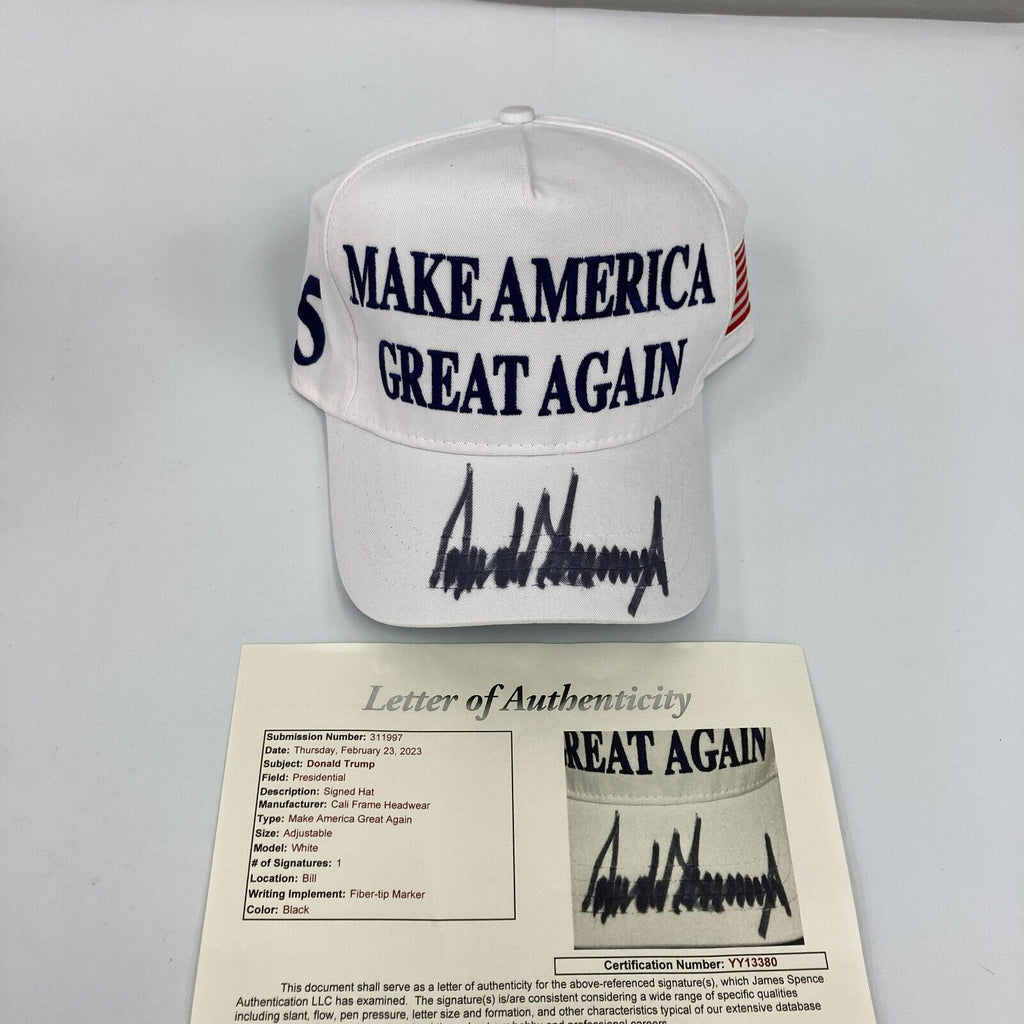 MAKE AMERICA
GREAT AGAIN
S
Donald Trump
Letter of Authenticity
Submission Number: 311997
Date: Thursday, February 23, 2023
Subject: Donald Trump
Field: Presidential
Description: Signed Hat
Manufacturer: Cali Frame Headwear
Type: Make America Great Again
Size: Adjustable
Model: White
# of Signatures: 1
Location: Bill
Writing Implement: Fiber-tip Marker
Color: Black
REAT AGAIN
Donald Trump
Certification Number: YY13380
This document shall serve as a letter of authenticity for the above-referenced signature(s), which James Spence
Authentication LLC has examined. The signature(s) is/are consistent considering a wide range of specific qualities
including slant, flow, pen pressure, letter size and formation, and other characteristics typical of our extensive database